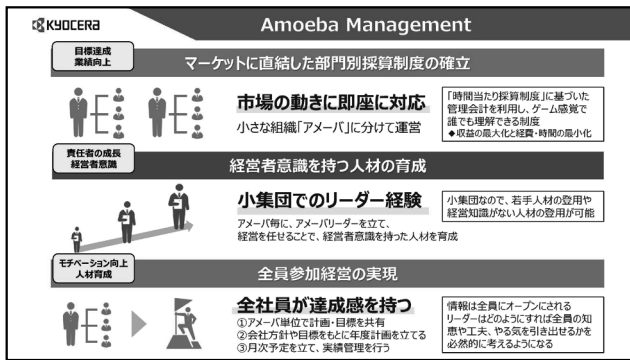 KYOCERA
Amoeba Management
目標達成
業績向上
マーケットに直結した部門別採算制度の確立
市場の動きに即座に対応
小さな組織「アメーバ」に分けて運営
「時間当たり採算制度」に基づいた
管理会計を利用し、ゲーム感覚で
誰でも理解できる制度
◆収益の最大化と経費・時間の最小化
責任者の成長
経営者意識
経営者意識を持つ人材の育成
小集団でのリーダー経験
アメーバ毎に、アメーバリーダーを立て、
経営を任せることで、経営者意識を持った人材を育成
小集団なので、若手人材の登用や
経営知識がない人材の登用が可能
モチベーション向上
人材育成
全員参加経営の実現
全社員が達成感を持つ
①アメーバ単位で計画・目標を共有
②会社方針や目標をもとに年度計画を立てる
③月次予定を立て、実績管理を行う
情報は全員にオープンにされる
リーダーはどのようにすれば全員の知
恵や工夫、やる気を引き出せるかを
必然的に考えるようになる